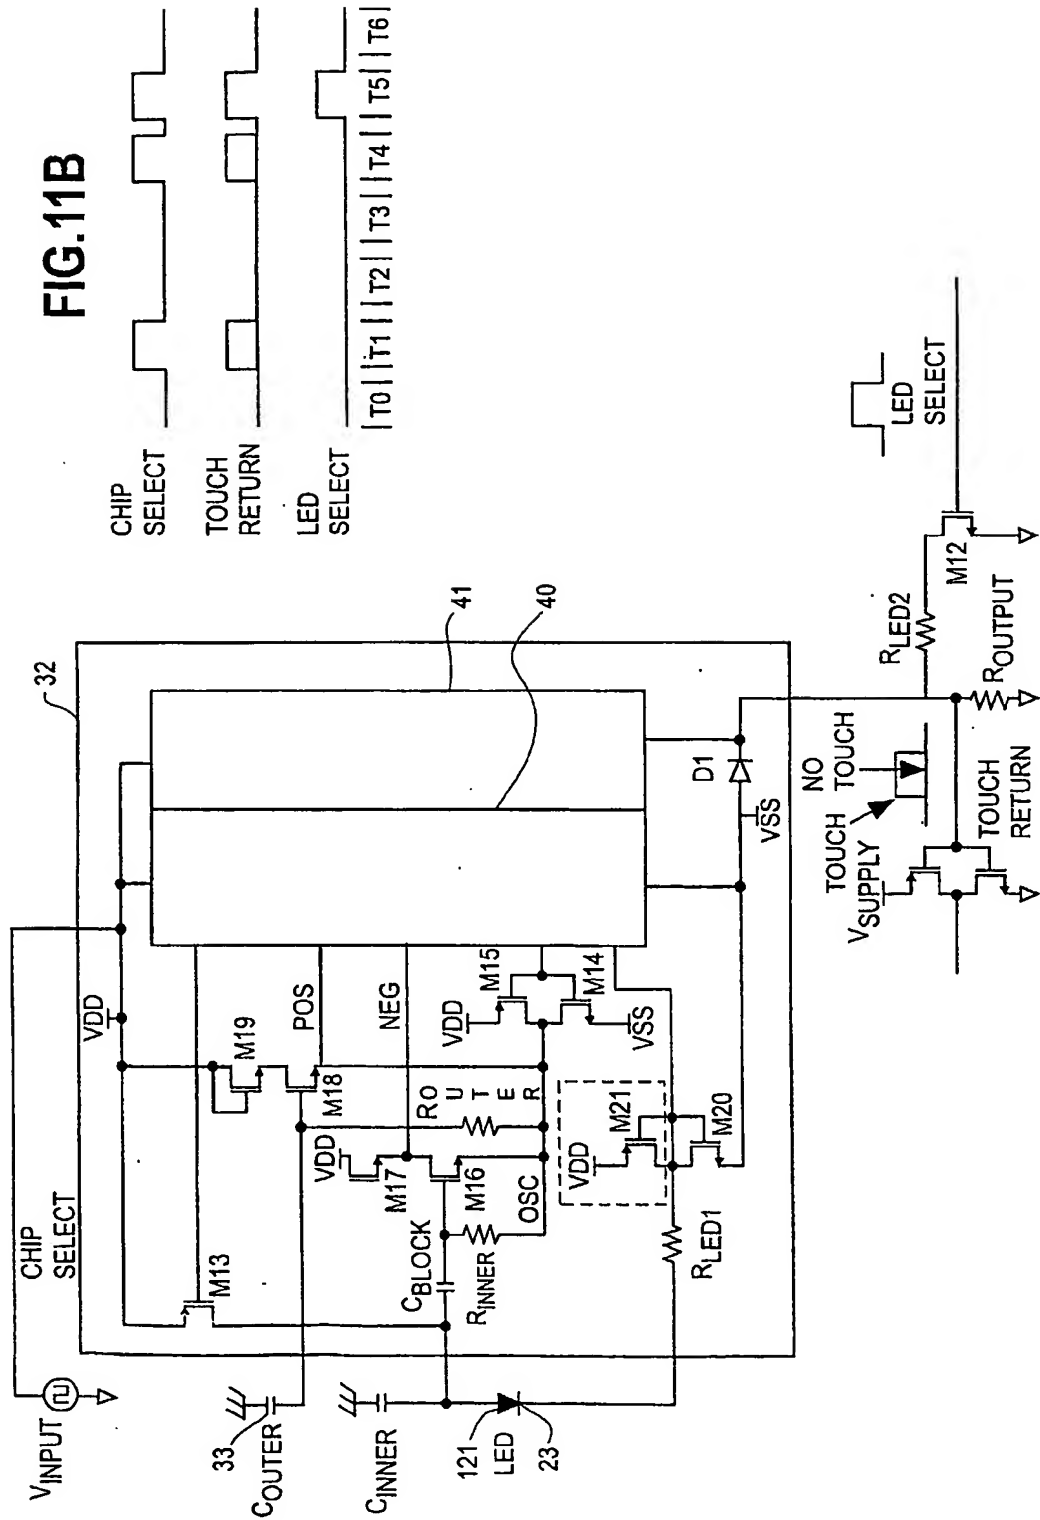 FIG.11B
CHIP
SELECT
TOUCH
RETURN
LED
SELECT
T0 T1 T2 T3 T4 T5 T6
VINPUT
CHIP
SELECT
32
VDD
M13
M19
M18
POS
NEG
41
40
33
COUTER
CINNER
121
LED
23
CBLOCK
RINNER
VDD
M17
M16
ROUTER
OSC
VDD
M15
M14
VSS
VDD
M21
M20
RLED1
D1
VSS
TOUCH
NO
TOUCH
VSUPPLY
TOUCH
RETURN
RLED2
ROUTPUT
M12
LED
SELECT